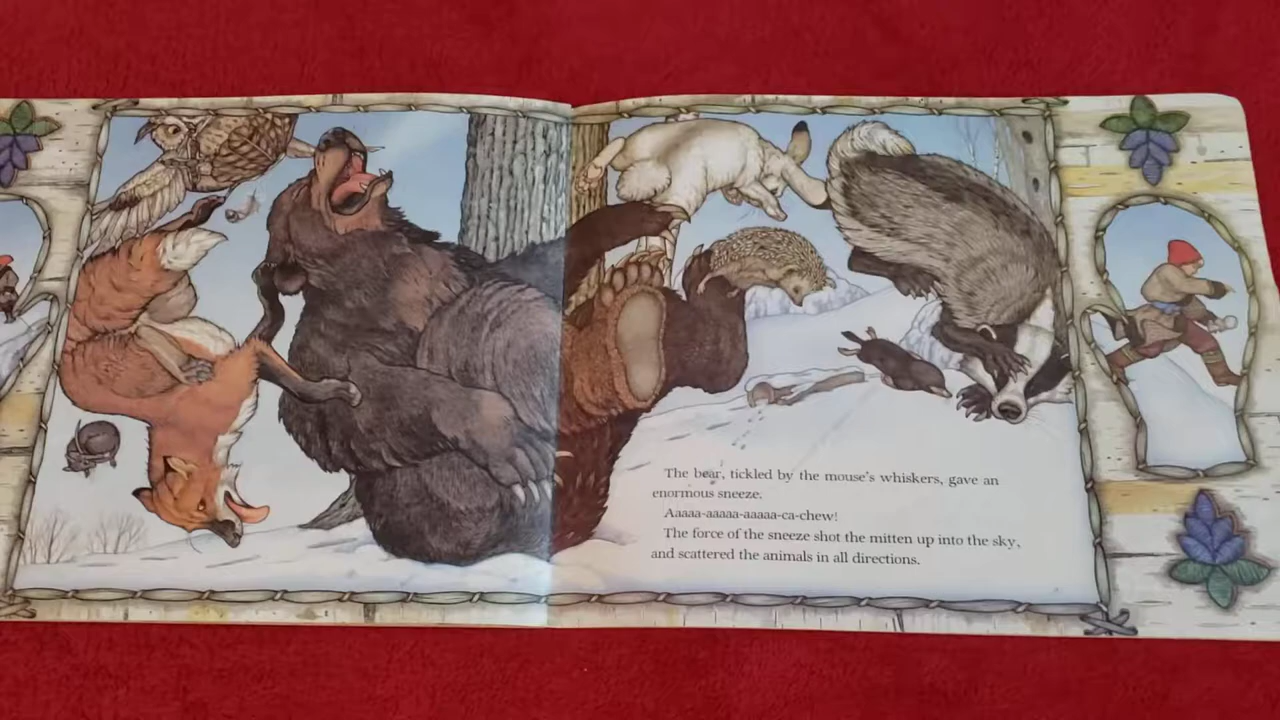 The bear, tickled by the mouse's whiskers, gave an
enormous sneeze.
Aaaaa-aaaaa-aaaaa-ca-chew!
The force of the sneeze shot the mitten up into the sky,
and scattered the animals in all directions.